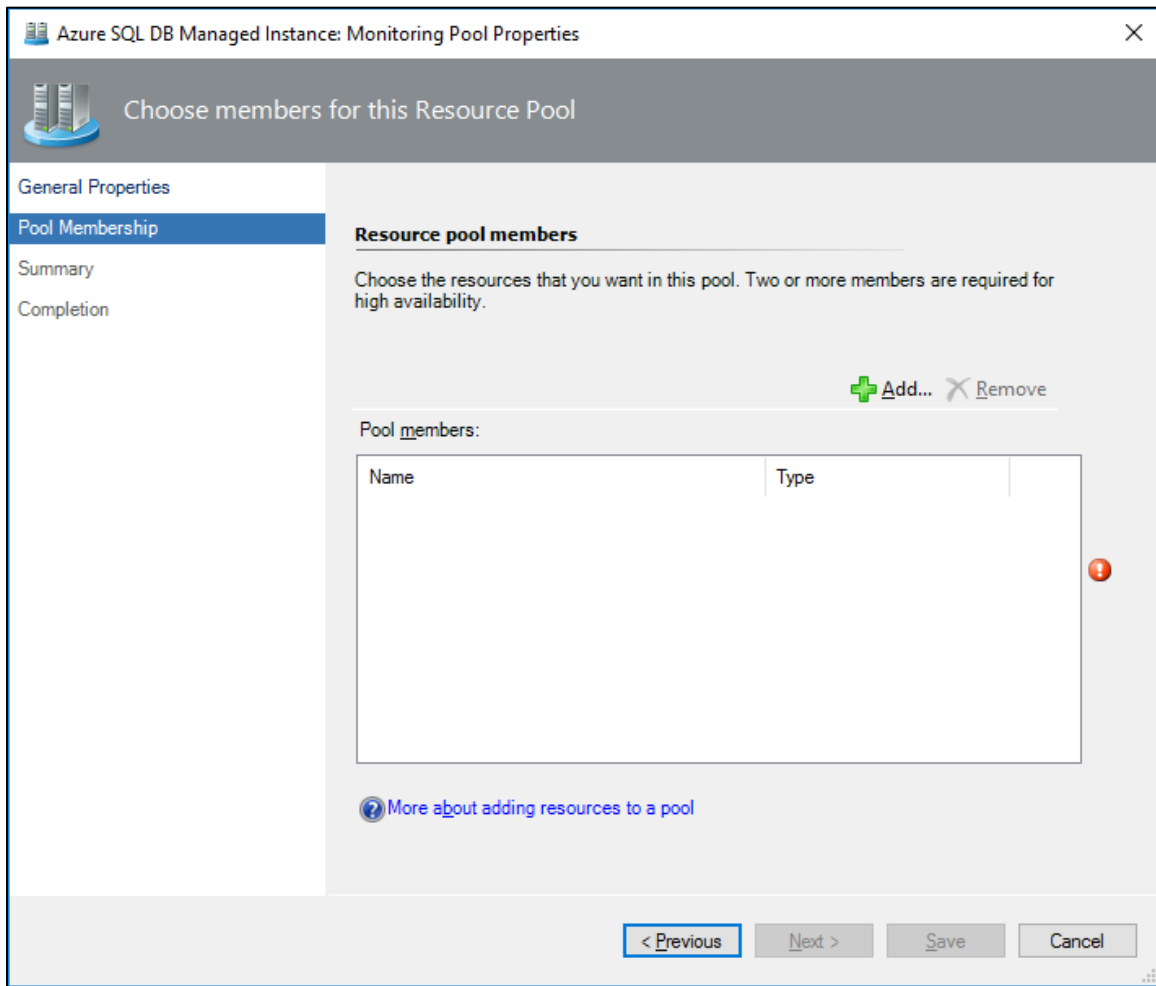 Azure SQL DB Managed Instance: Monitoring Pool Properties
Choose members for this Resource Pool
General Properties
Pool Membership
Summary
Completion
Resource pool members
Choose the resources that you want in this pool. Two or more members are required for
high availability.
Add... Remove
Pool members:
Name Type
More about adding resources to a pool
< Previous Next > Save Cancel